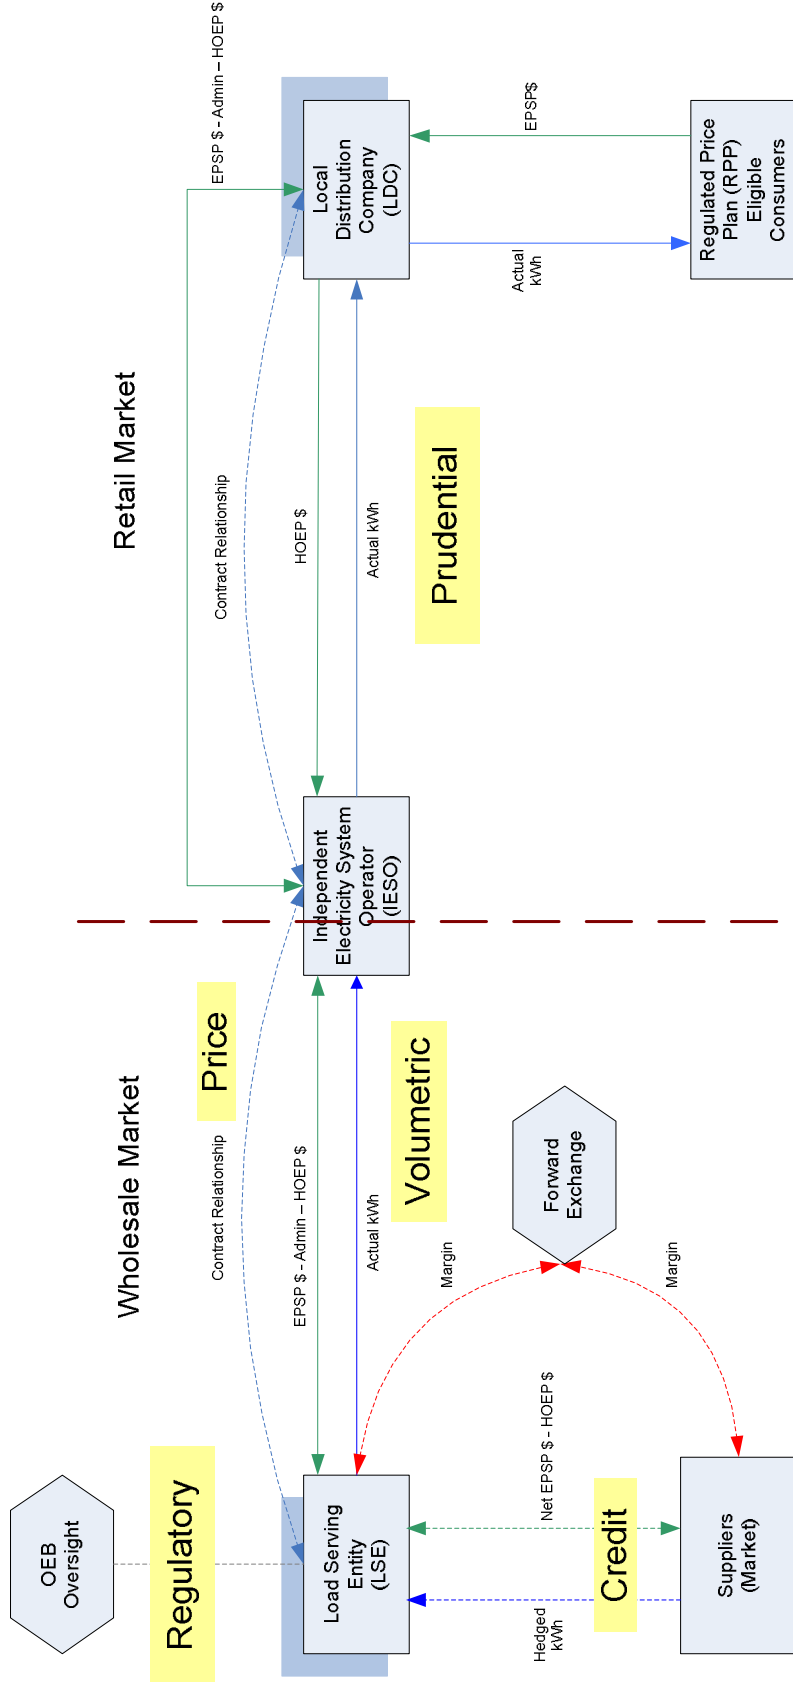 Wholesale Market
Retail Market
OEB
Oversight
Regulatory
Contract Relationship
Price
Contract Relationship
EPSP $ - Admin – HOEP $
EPSP $ - Admin – HOEP $
HOEP $
Load Serving
Entity
(LSE)
Independent
Electricity System
Operator
(IESO)
Local
Distribution
Company
(LDC)
Actual kWh
Actual kWh
Volumetric
Prudential
Margin
Forward
Exchange
Margin
Hedged
kWh
Net EPSP $ - HOEP $
Credit
Actual
kWh
EPSP$
Suppliers
(Market)
Regulated Price
Plan (RPP)
Eligible
Consumers